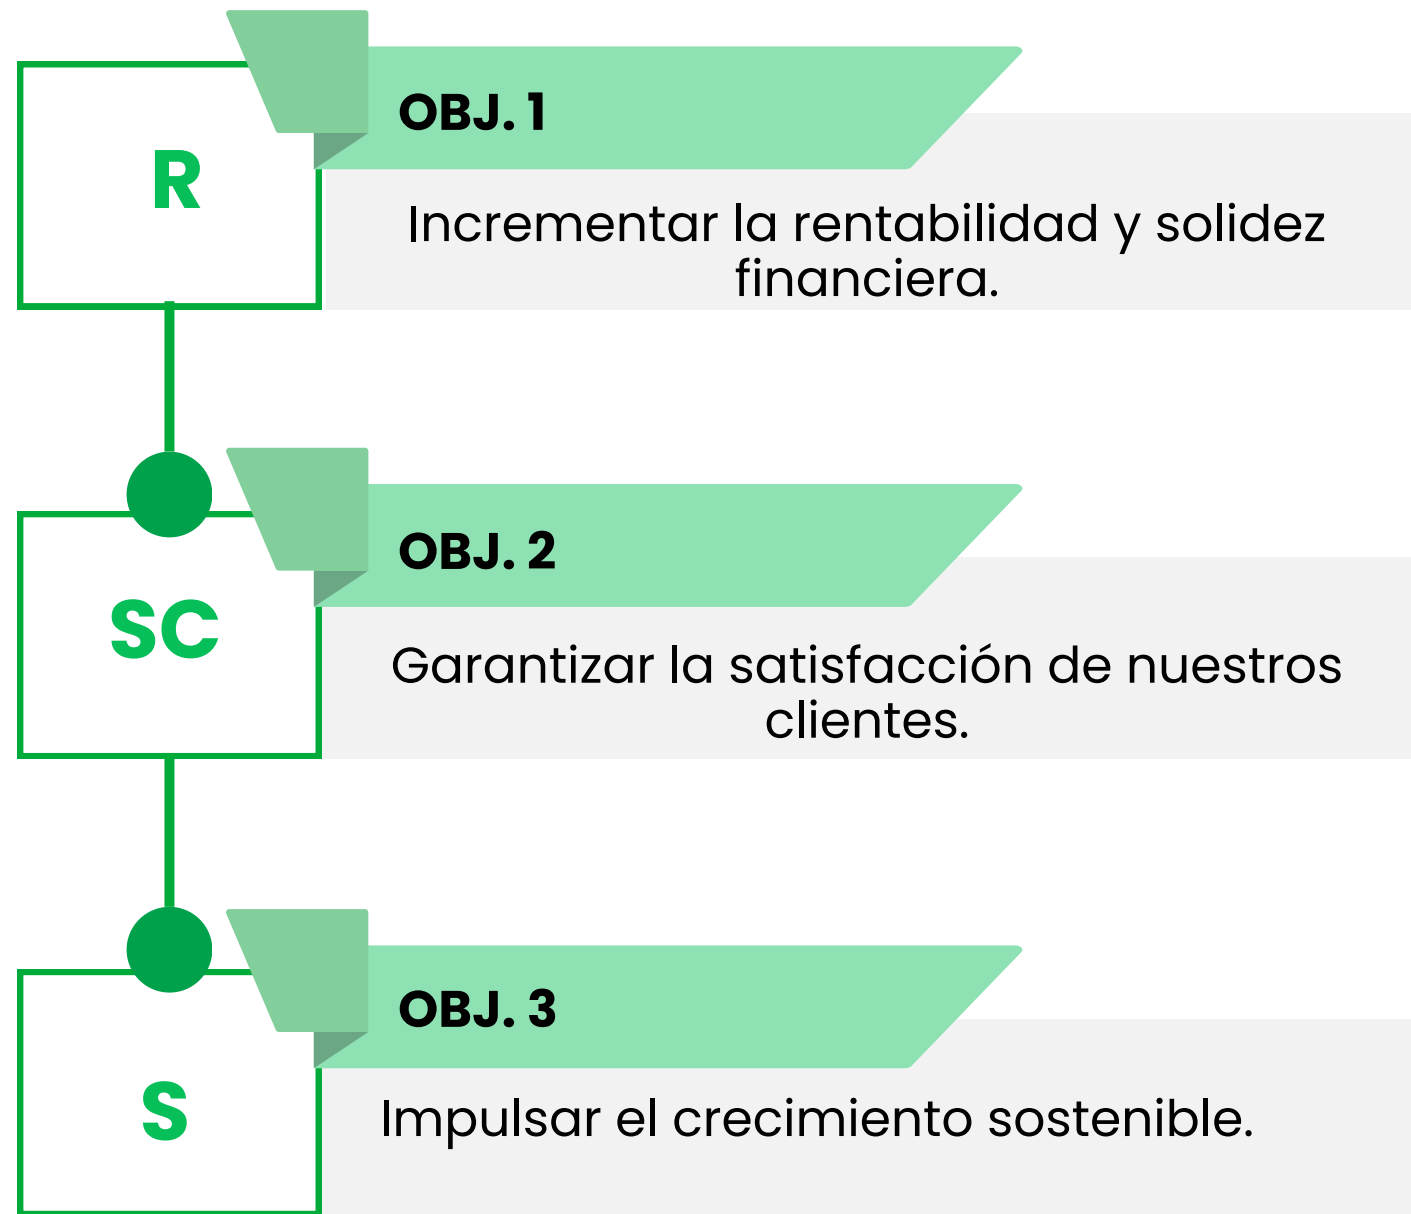 R
OBJ. 1
Incrementar la rentabilidad y solidez
financiera.
SC
OBJ. 2
Garantizar la satisfacción de nuestros
clientes.
S
OBJ. 3
Impulsar el crecimiento sostenible.